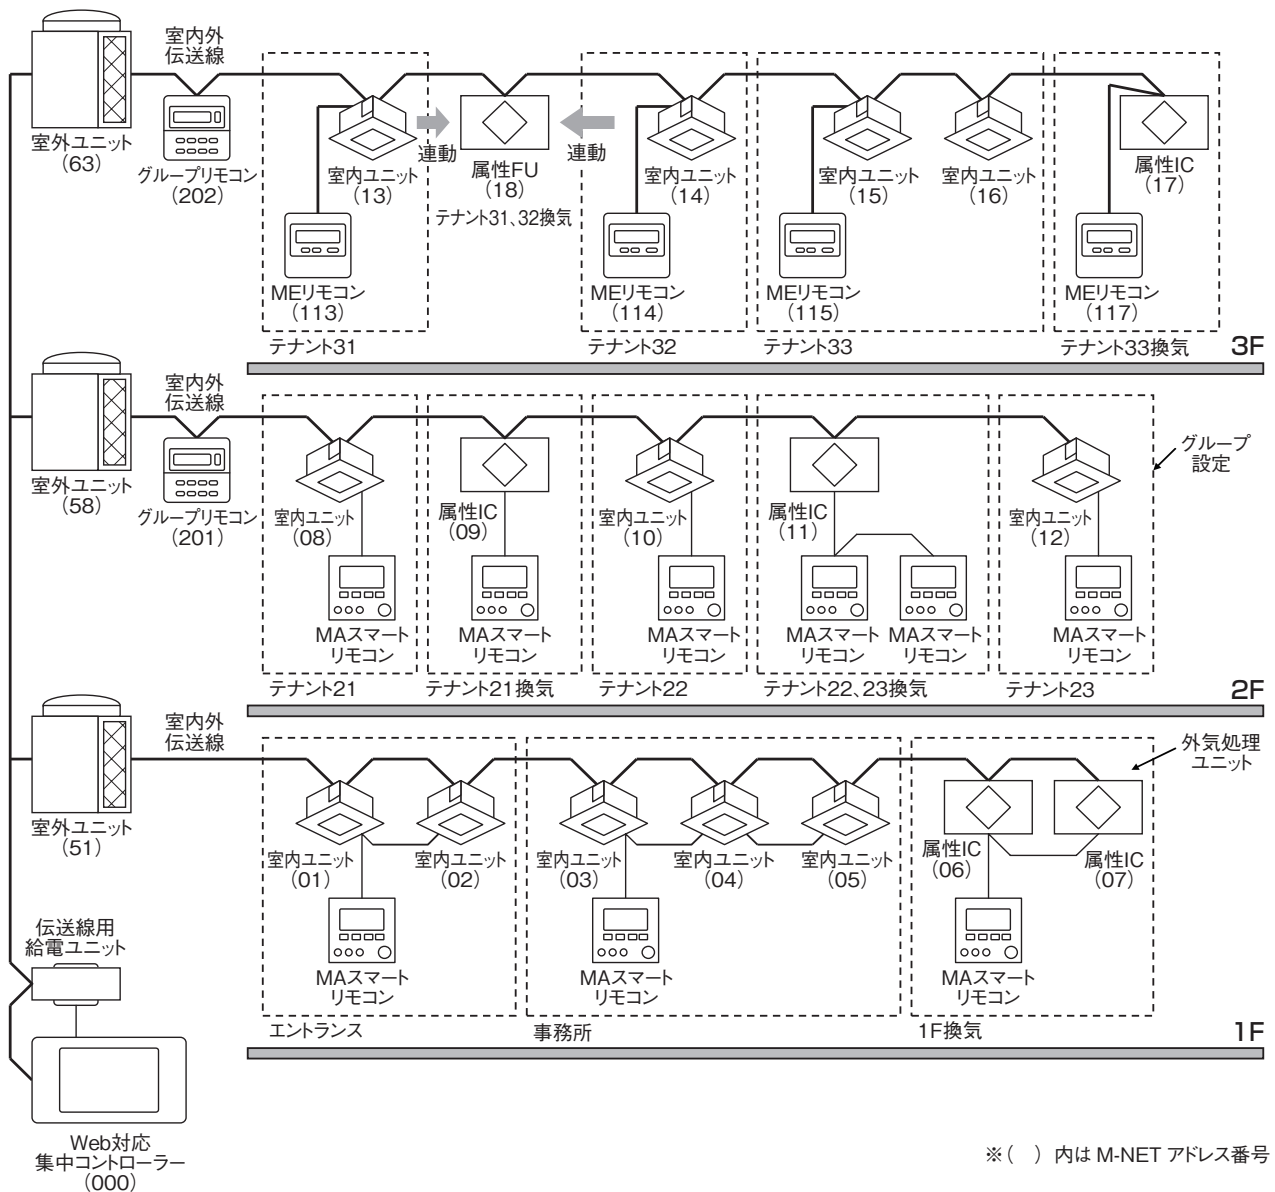 室内外
伝送線
室外ユニット
(63)
グループリモコン
(202)
室内ユニット
(13)
連動
属性FU
(18)
テナント31、32換気
連動
室内ユニット
(14)
室内ユニット
(15)
室内ユニット
(16)
属性IC
(17)
MEリモコン
(113)
MEリモコン
(114)
MEリモコン
(115)
MEリモコン
(117)
テナント31
テナント32
テナント33
テナント33換気
3F
室内外
伝送線
室外ユニット
(58)
グループリモコン
(201)
室内ユニット
(08)
属性IC
(09)
室内ユニット
(10)
属性IC
(11)
室内ユニット
(12)
グループ
設定
MAスマート
リモコン
MAスマート
リモコン
MAスマート
リモコン
MAスマート
リモコン
MAスマート
リモコン
MAスマート
リモコン
テナント21
テナント21換気
テナント22
テナント22、23換気
テナント23
2F
室内外
伝送線
室外ユニット
(51)
室内ユニット
(01)
室内ユニット
(02)
室内ユニット
(03)
室内ユニット
(04)
室内ユニット
(05)
属性IC
(06)
属性IC
(07)
外気処理
ユニット
MAスマート
リモコン
MAスマート
リモコン
MAスマート
リモコン
エントランス
事務所
1F換気
1F
伝送線用
給電ユニット
Web対応
集中コントローラー
(000)
※( )内は M-NET アドレス番号